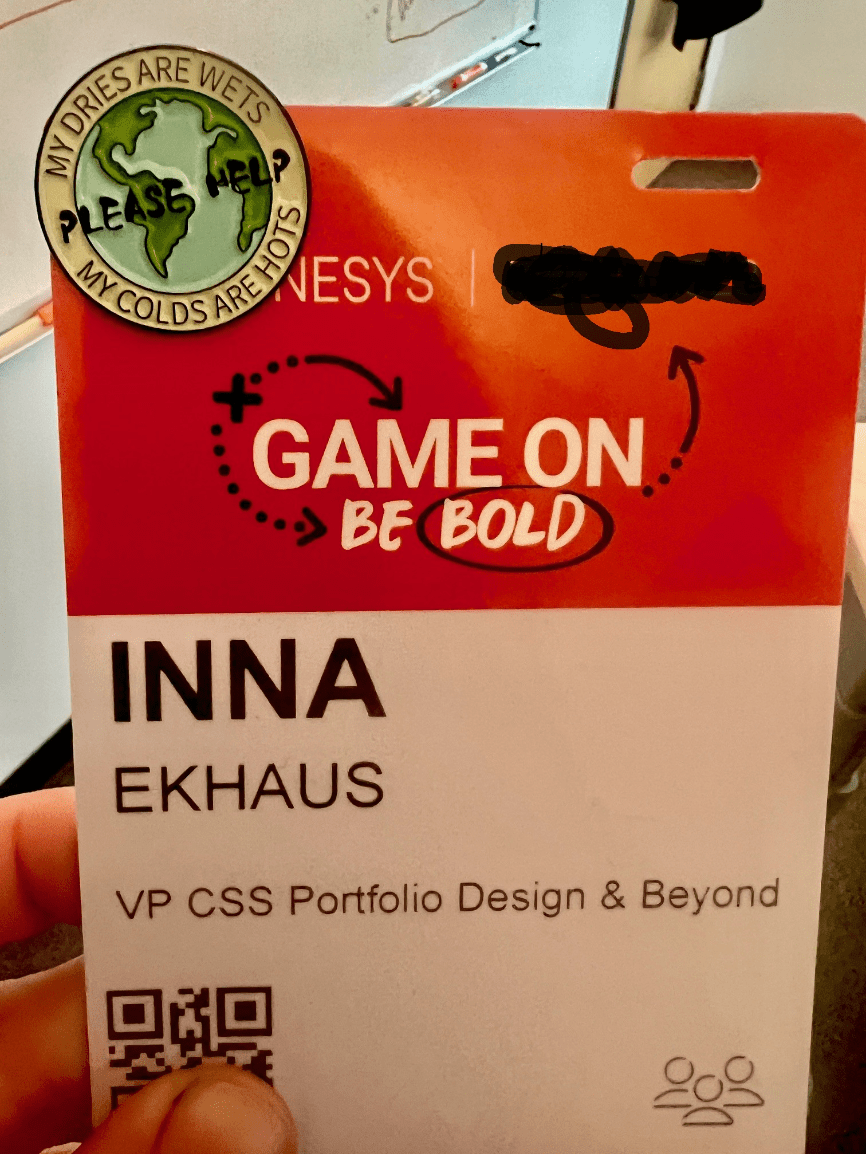 MY DRIES ARE WETS
PLEASE HELP
MY COLDS ARE HOTS
NESYS
GAME ON
BE BOLD
INNA
EKHAUS
VP CSS Portfolio Design & Beyond